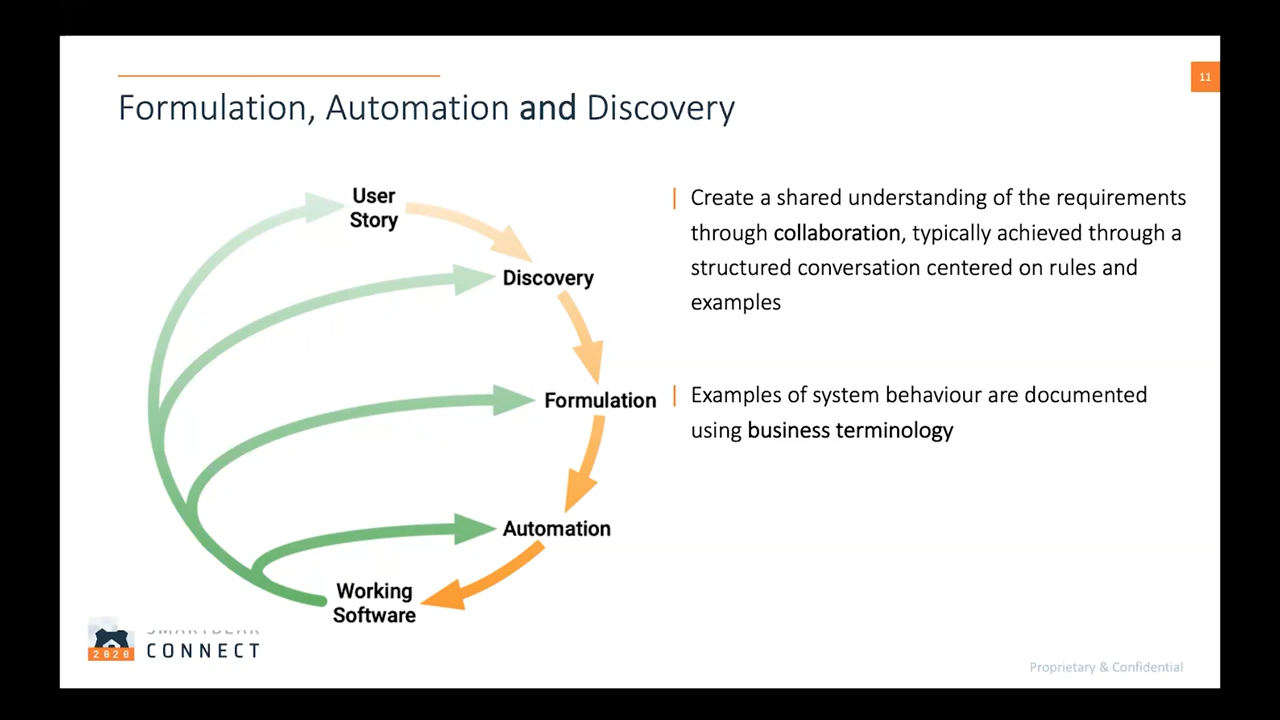 11
Formulation, Automation and Discovery
User
Story
Discovery
Formulation
Automation
Working
Software
Create a shared understanding of the requirements
through collaboration, typically achieved through a
structured conversation centered on rules and
examples
Examples of system behaviour are documented
using business terminology
2020
CONNECT
Proprietary & Confidential